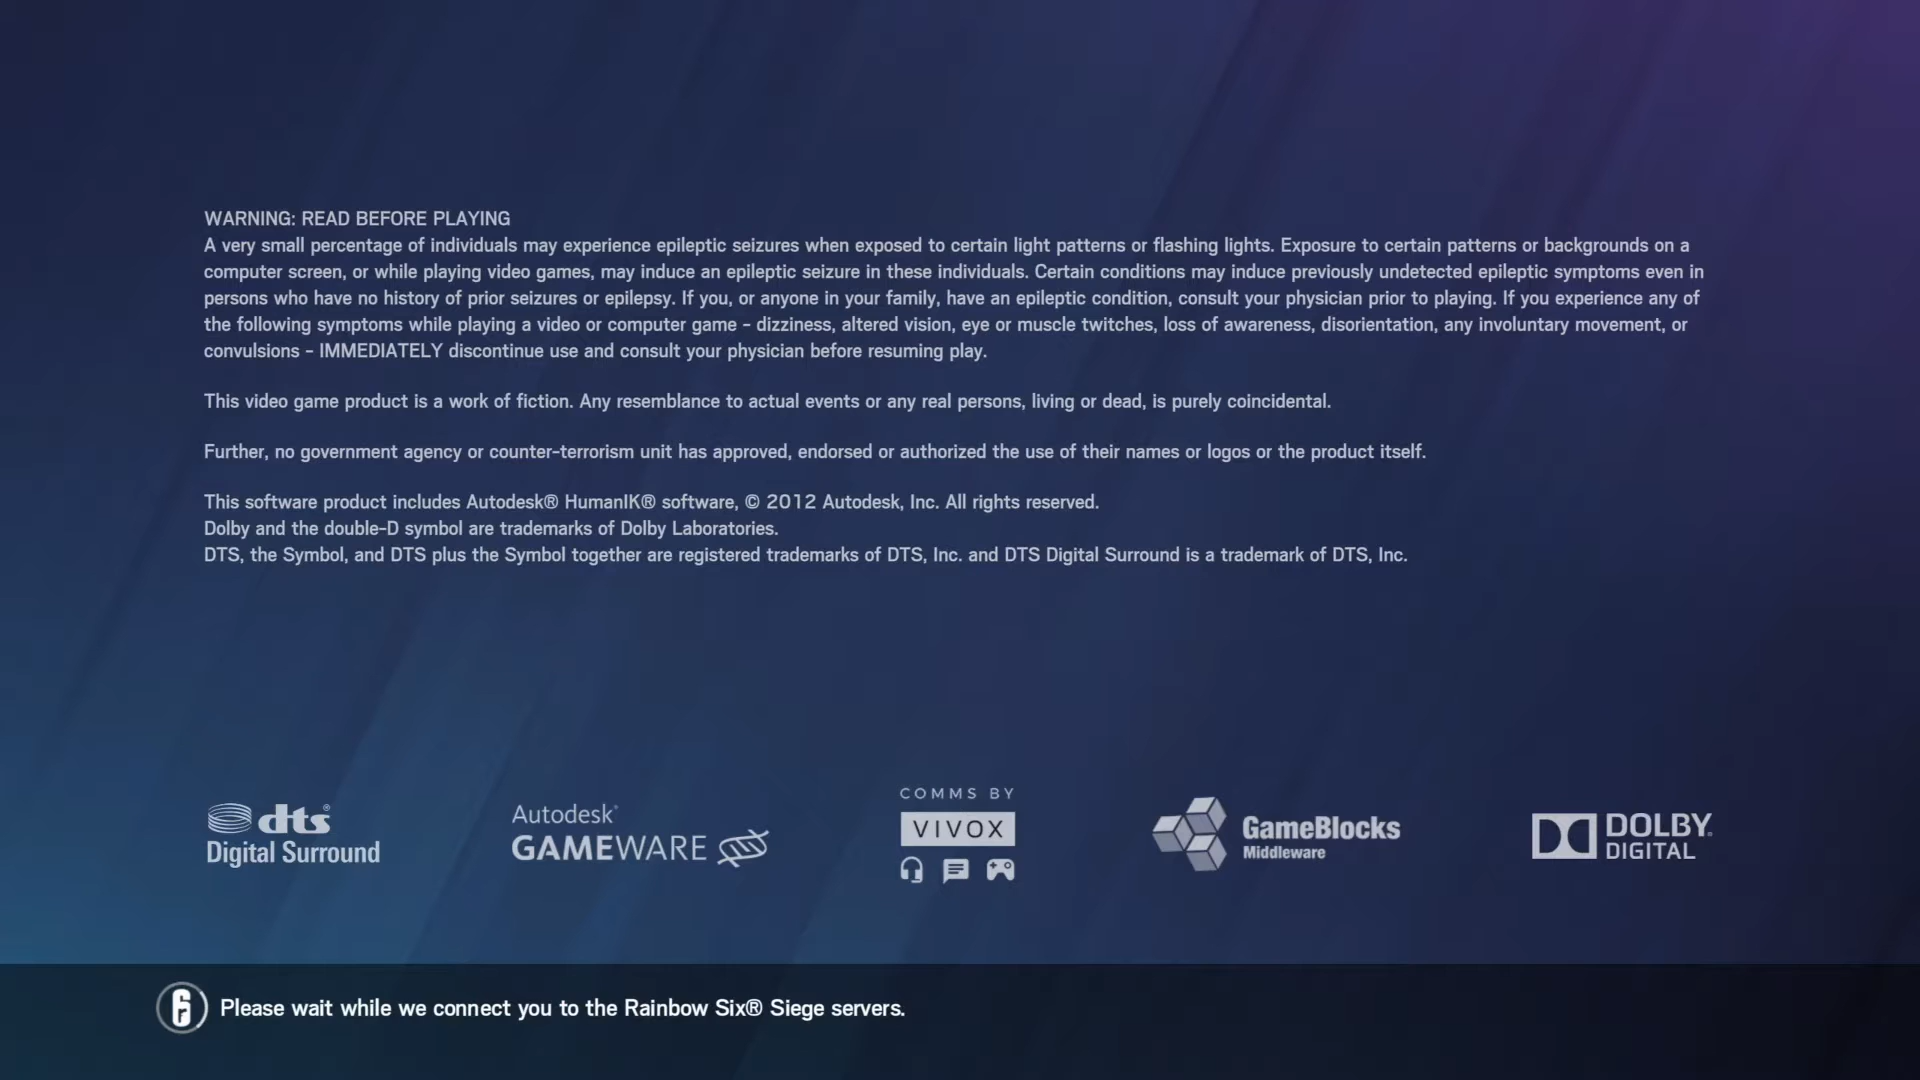 WARNING: READ BEFORE PLAYING
A very small percentage of individuals may experience epileptic seizures when exposed to certain light patterns or flashing lights. Exposure to certain patterns or backgrounds on a
computer screen, or while playing video games, may induce an epileptic seizure in these individuals. Certain conditions may induce previously undetected epileptic symptoms even in
persons who have no history of prior seizures or epilepsy. If you, or anyone in your family, have an epileptic condition, consult your physician prior to playing. If you experience any of
the following symptoms while playing a video or computer game - dizziness, altered vision, eye or muscle twitches, loss of awareness, disorientation, any involuntary movement, or
convulsions - IMMEDIATELY discontinue use and consult your physician before resuming play.
This video game product is a work of fiction. Any resemblance to actual events or any real persons, living or dead, is purely coincidental.
Further, no government agency or counter-terrorism unit has approved, endorsed or authorized the use of their names or logos or the product itself.
This software product includes Autodesk® HumanIK® software, © 2012 Autodesk, Inc. All rights reserved.
Dolby and the double-D symbol are trademarks of Dolby Laboratories.
DTS, the Symbol, and DTS plus the Symbol together are registered trademarks of DTS, Inc. and DTS Digital Surround is a trademark of DTS, Inc.
dts®
Digital Surround
Autodesk®
GAMEWARE
COMMS BY
VIVOX
GameBlocks
Middleware
DOLBY®
DIGITAL
6
Please wait while we connect you to the Rainbow Six® Siege servers.